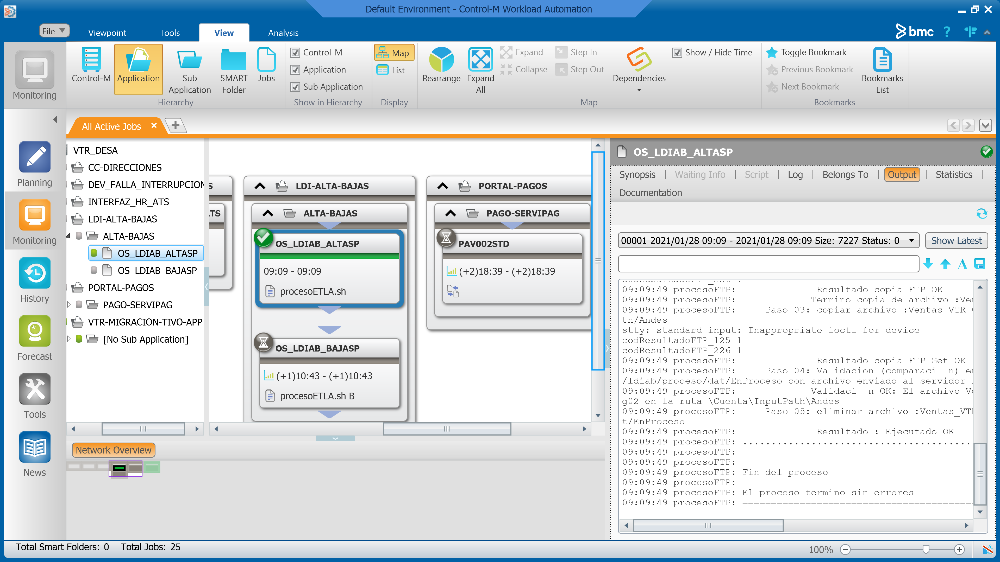 Default Environment - Control-M Workload Automation
File
Viewpoint
Tools
View
Analysis
bmc
?
Monitoring
Control-M
Application
Sub Application
SMART Folder
Jobs
Hierarchy
Control-M
Application
Sub Application
Show in Hierarchy
Map
List
Display
Rearrange
Expand All
Expand
Collapse
Step In
Step Out
Dependencies
Show / Hide Time
Map
Toggle Bookmark
Previous Bookmark
Next Bookmark
Bookmarks List
Bookmarks
All Active Jobs
Planning
Monitoring
History
Forecast
Tools
News
VTR_DESA
CC-DIRECCIONES
DEV_FALLA_INTERRUPCION
INTERFAZ_HR_ATS
LDI-ALTA-BAJAS
ALTA-BAJAS
OS_LDIAB_ALTASP
OS_LDIAB_BAJASP
PORTAL-PAGOS
PAGO-SERVIPAG
VTR-MIGRACION-TIVO-APP
[No Sub Application]
S
TS
LDI-ALTA-BAJAS
ALTA-BAJAS
OS_LDIAB_ALTASP
09:09 - 09:09
procesoETLA.sh
OS_LDIAB_BAJASP
(+1)10:43 - (+1)10:43
procesoETLA.sh B
PORTAL-PAGOS
PAGO-SERVIPAG
PAV002STD
(+2)18:39 - (+2)18:39
Network Overview
OS_LDIAB_ALTASP
Synopsis | Waiting Info | Script | Log | Belongs To | Output | Statistics |
Documentation
00001 2021/01/28 09:09 - 2021/01/28 09:09 Size: 7227 Status: 0
Show Latest
A
09:09:49 procesoFTP: Resultado copia FTP OK
09:09:49 procesoFTP: Termino copia de archivo :Ve
09:09:49 procesoFTP: Paso 03: copiar archivo :Ventas_VTR_
th/Andes
stty: standard input: Inappropriate ioctl for device
codResultadoFTP_125 1
codResultadoFTP_226 1
09:09:49 procesoFTP: Resultado copia FTP Get OK
09:09:49 procesoFTP: Paso 04: Validacion (comparaci n) e
/ldiab/proceso/dat/EnProceso con archivo enviado al servidor
09:09:49 procesoFTP: Validaci n OK: El archivo V
g02 en la ruta \Cuenta\InputPath\Andes
09:09:49 procesoFTP: Paso 05: eliminar archivo :Ventas_VT
t/EnProceso
09:09:49 procesoFTP: Resultado : Ejecutado OK
09:09:49 procesoFTP: ........................................
09:09:49 procesoFTP:
09:09:49 procesoFTP: ________________________________________
09:09:49 procesoFTP: Fin del proceso
09:09:49 procesoFTP:
09:09:49 procesoFTP: El proceso termino sin errores
09:09:49 procesoFTP: ========================================
Total Smart Folders: 0 Total Jobs: 25
100%